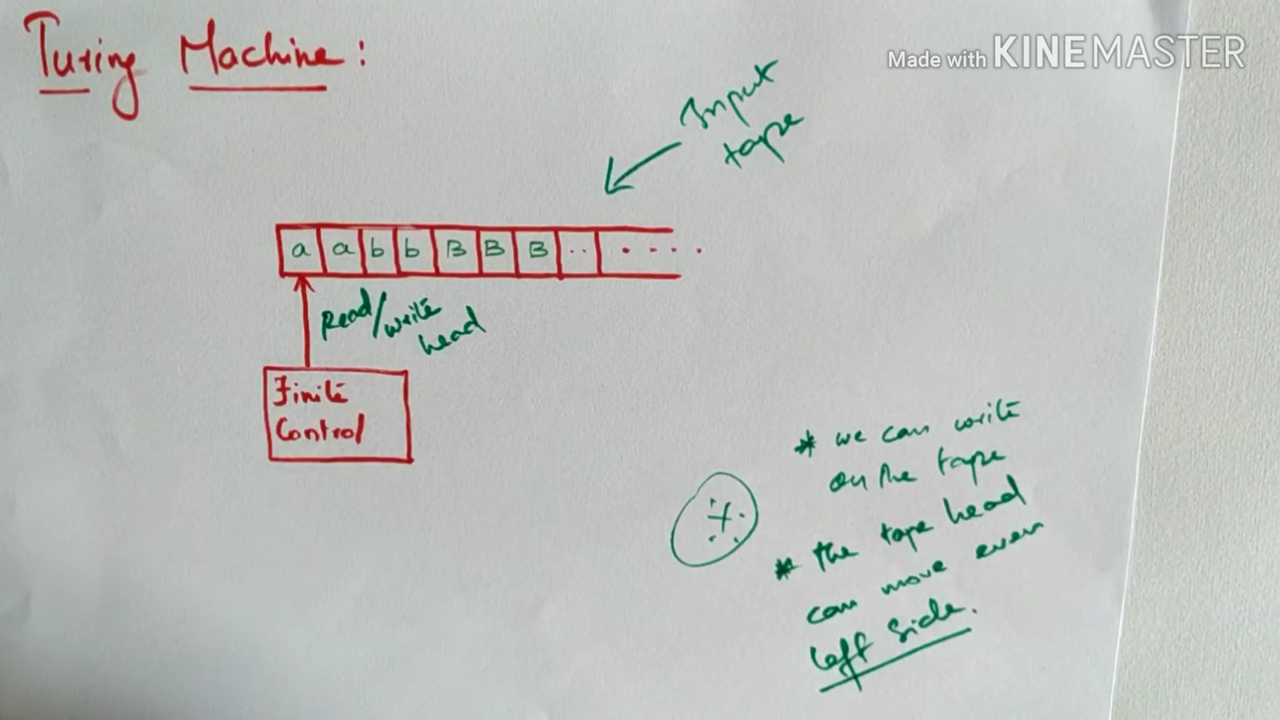 Turing Machine:
Made with KINEMASTER
Input
tape
a a b b B B B .. ....
Read/write
head
Finite
Control
* we can write
on the tape
* the tape head
can move even
left side.